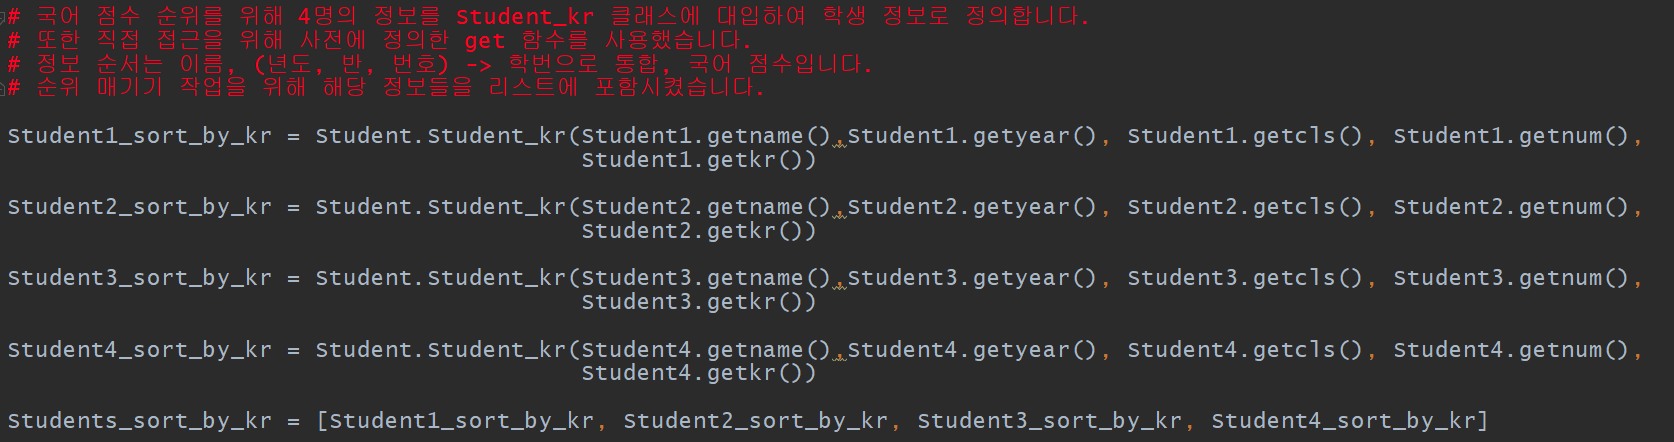 # 국어 점수 순위를 위해 4명의 정보를 Student_kr 클래스에 대입하여 학생 정보로 정의합니다.
# 또한 직접 접근을 위해 사전에 정의한 get 함수를 사용했습니다.
# 정보 순서는 이름, (년도, 반, 번호) -> 학번으로 통합, 국어 점수입니다.
# 순위 매기기 작업을 위해 해당 정보들을 리스트에 포함시켰습니다.
Student1_sort_by_kr = Student.Student_kr(Student1.getname(),Student1.getyear(), Student1.getcls(), Student1.getnum(),
Student1.getkr())
Student2_sort_by_kr = Student.Student_kr(Student2.getname(),Student2.getyear(), Student2.getcls(), Student2.getnum(),
Student2.getkr())
Student3_sort_by_kr = Student.Student_kr(Student3.getname(),Student3.getyear(), Student3.getcls(), Student3.getnum(),
Student3.getkr())
Student4_sort_by_kr = Student.Student_kr(Student4.getname(),Student4.getyear(), Student4.getcls(), Student4.getnum(),
Student4.getkr())
Students_sort_by_kr = [Student1_sort_by_kr, Student2_sort_by_kr, Student3_sort_by_kr, Student4_sort_by_kr]